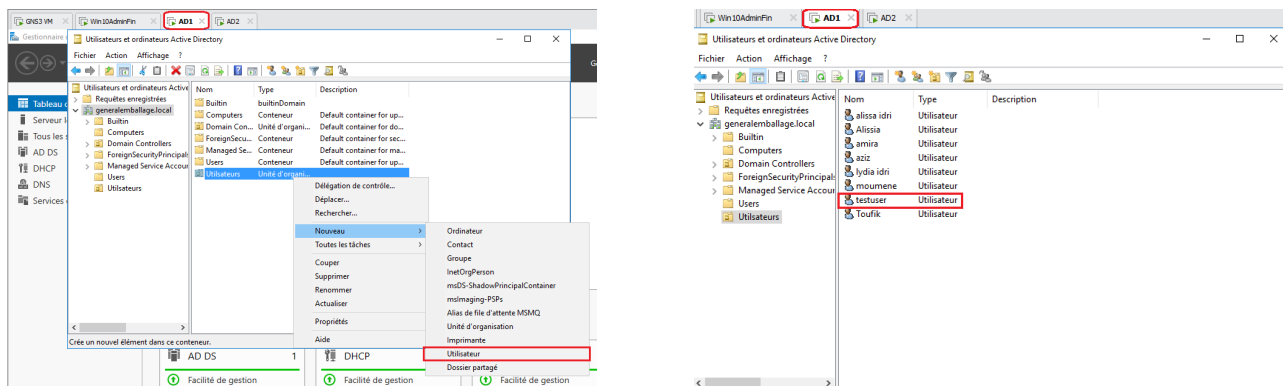 GNS3 VM
Win10AdminFin
AD1
AD2
Gestionnaire
Utilisateurs et ordinateurs Active Directory
Fichier Action Affichage ?
Tableau
Serveur l
Tous les s
AD DS
DHCP
DNS
Services
Utilisateurs et ordinateurs Active
Requêtes enregistrées
generalemballage.local
Builtin
Computers
Domain Controllers
ForeignSecurityPrincipal
Managed Service Accour
Users
Utilsateurs
Nom Type Description
Builtin builtinDomain
Computers Conteneur Default container for up...
Domain Con... Unité d'organi... Default container for do...
ForeignSecu... Conteneur Default container for sec...
Managed Se... Conteneur Default container for ma...
Users Conteneur Default container for up...
Utilsateurs Unité d'organi...
Délégation de contrôle...
Déplacer...
Rechercher...
Nouveau
Toutes les tâches
Couper
Supprimer
Renommer
Actualiser
Propriétés
Aide
Ordinateur
Contact
Groupe
InetOrgPerson
msDS-ShadowPrincipalContainer
msImaging-PSPs
Alias de file d'attente MSMQ
Unité d'organisation
Imprimante
Utilisateur
Dossier partagé
Crée un nouvel élément dans ce conteneur.
AD DS 1
DHCP
Facilité de gestion
Facilité de gestion
Facilité de gestion
Win10AdminFin
AD1
AD2
Utilisateurs et ordinateurs Active Directory
Fichier Action Affichage ?
Utilisateurs et ordinateurs Active
Requêtes enregistrées
generalemballage.local
Builtin
Computers
Domain Controllers
ForeignSecurityPrincipals
Managed Service Accour
Users
Utilsateurs
Nom Type Description
alissa idri Utilisateur
Alissia Utilisateur
amira Utilisateur
aziz Utilisateur
lydia idri Utilisateur
moumene Utilisateur
testuser Utilisateur
Toufik Utilisateur